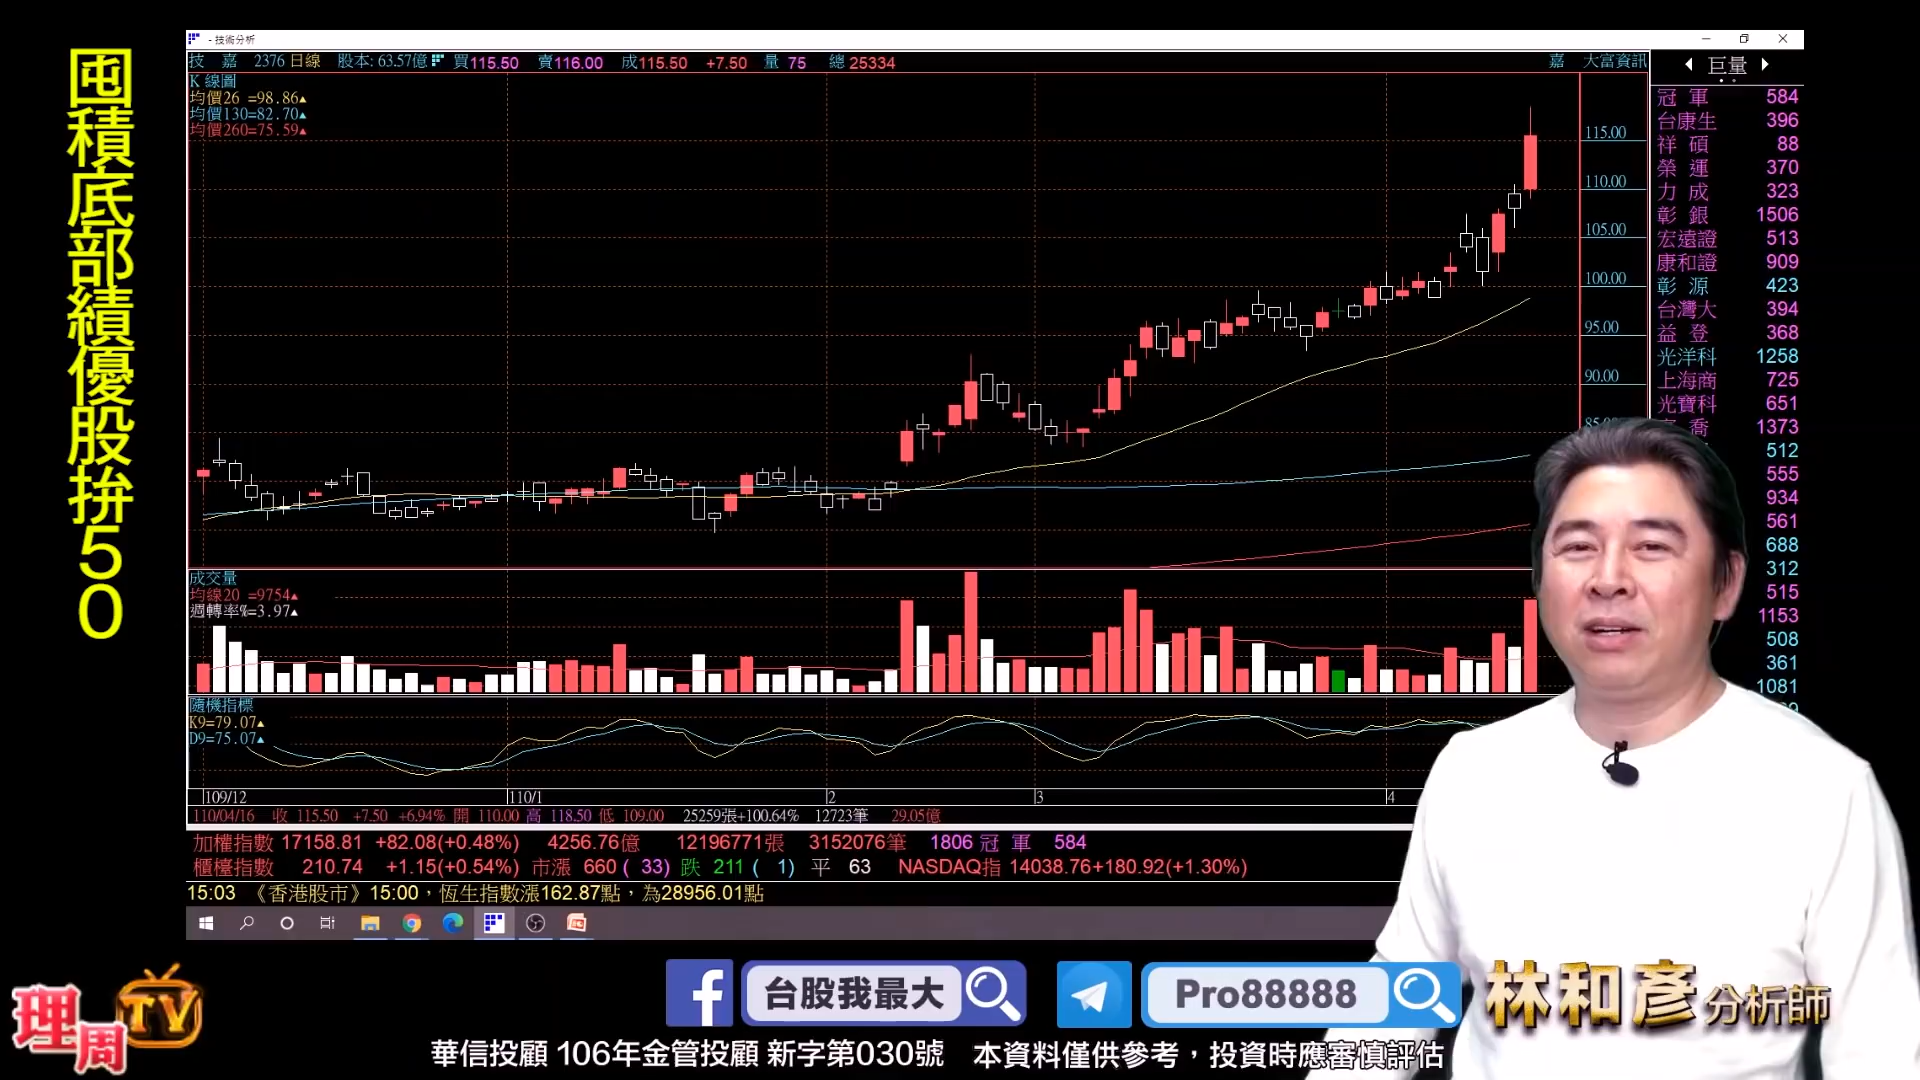 囤積底部績優股拚50
- 技術分析
技 嘉 2376 日線 股本: 63.57億 買115.50 賣116.00 成115.50 +7.50 量 75 總 25334 嘉 大富資訊
K 線圖
均價26 =98.86▲
均價130=82.70▲
均價260=75.59▲
115.00
110.00
105.00
100.00
95.00
90.00
成交量
均線20 =9754▲
週轉率%=3.97▲
隨機指標
K9=79.07▲
D9=75.07▲
109/12 110/1 2 3 4
110/04/16 收 115.50 +7.50 +6.94% 開 110.00 高 118.50 低 109.00 25259張+100.64% 12723筆 29.05億
加權指數 17158.81 +82.08(+0.48%) 4256.76億 12196771張 3152076筆 1806 冠 軍 584
櫃檯指數 210.74 +1.15(+0.54%) 市漲 660 ( 33) 跌 211 ( 1) 平 63 NASDAQ指 14038.76+180.92(+1.30%)
15:03 《香港股市》15:00，恆生指數漲162.87點，為28956.01點
巨量
冠 軍 584
台康生 396
祥 碩 88
榮 運 370
力 成 323
彰 銀 1506
宏遠證 513
康和證 909
彰 源 423
台灣大 394
益 登 368
光洋科 1258
上海商 725
光寶科 651
喬 1373
512
555
934
561
688
312
515
1153
508
361
1081
理周TV
台股我最大
Pro88888
林和彥 分析師
華信投顧 106年金管投顧 新字第030號 本資料僅供參考，投資時應審慎評估